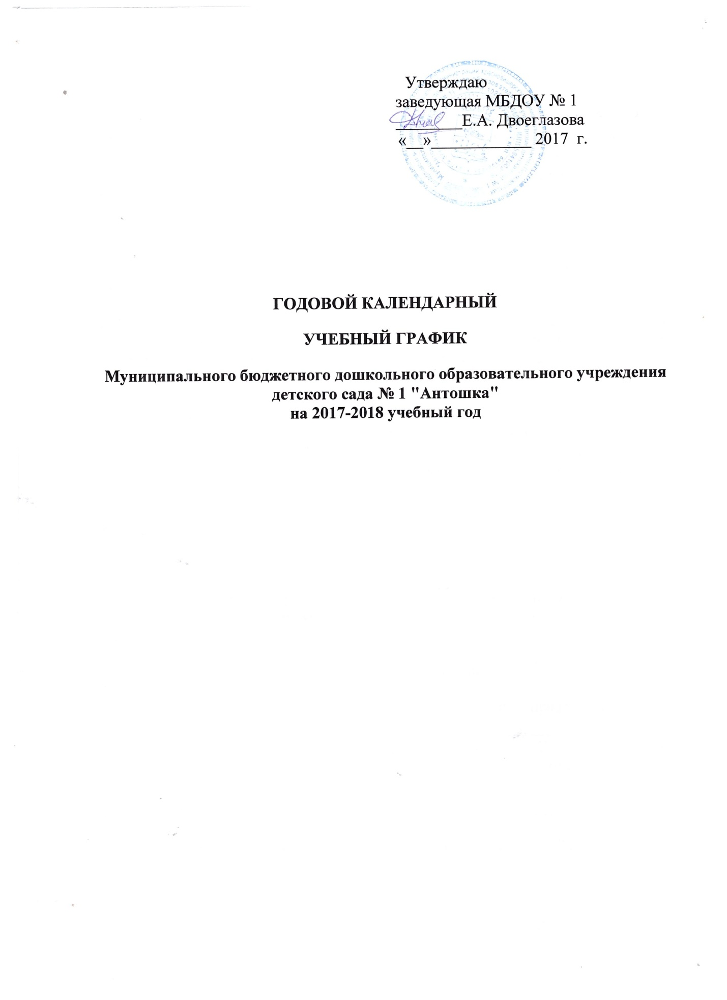 Утверждаю
заведующая МБДОУ № 1
________Е.А. Двоеглазова
«__»____________ 2017 г.
ГОДОВОЙ КАЛЕНДАРНЫЙ
УЧЕБНЫЙ ГРАФИК
Муниципального бюджетного дошкольного образовательного учреждения
детского сада № 1 "Антошка"
на 2017-2018 учебный год